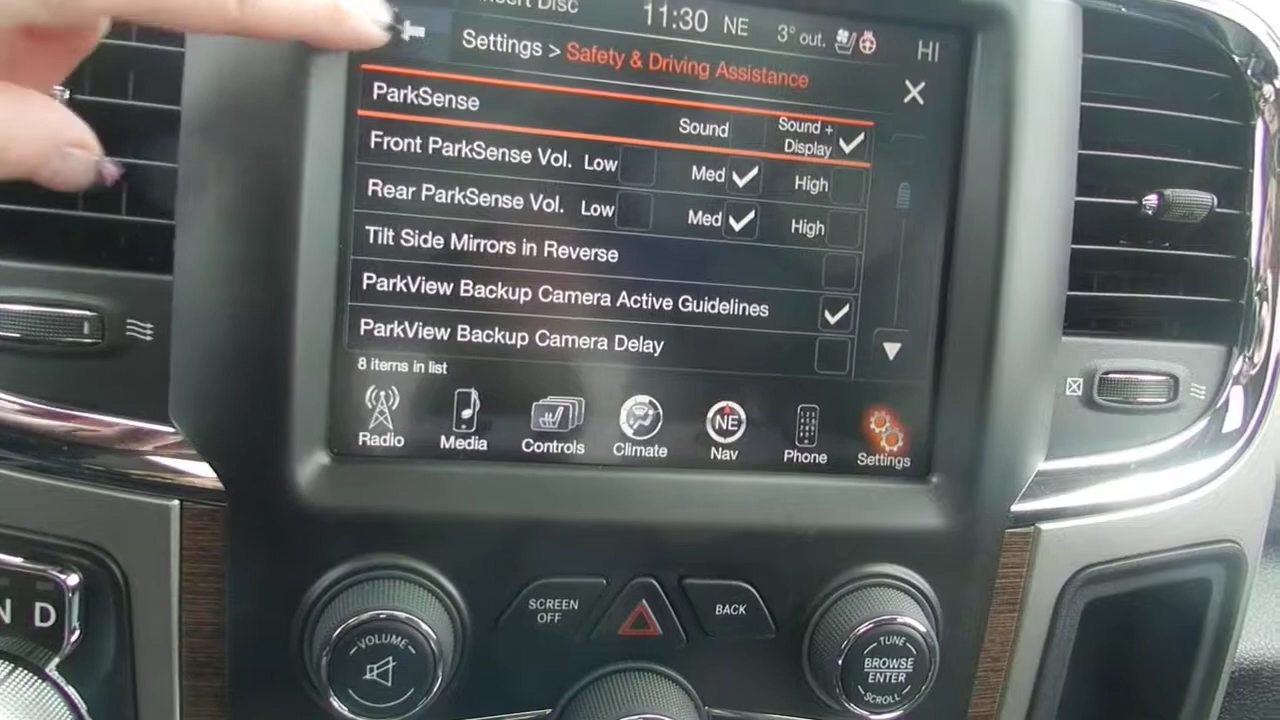 Insert Disc 11:30 NE 3° out. HI
Settings > Safety & Driving Assistance
ParkSense Sound Sound + Display
Front ParkSense Vol. Low Med High
Rear ParkSense Vol. Low Med High
Tilt Side Mirrors in Reverse
ParkView Backup Camera Active Guidelines
ParkView Backup Camera Delay
8 items in list
Radio Media Controls NE Climate Nav Phone Settings
N D
SCREEN OFF
BACK
VOLUME
TUNE
BROWSE
ENTER
SCROLL